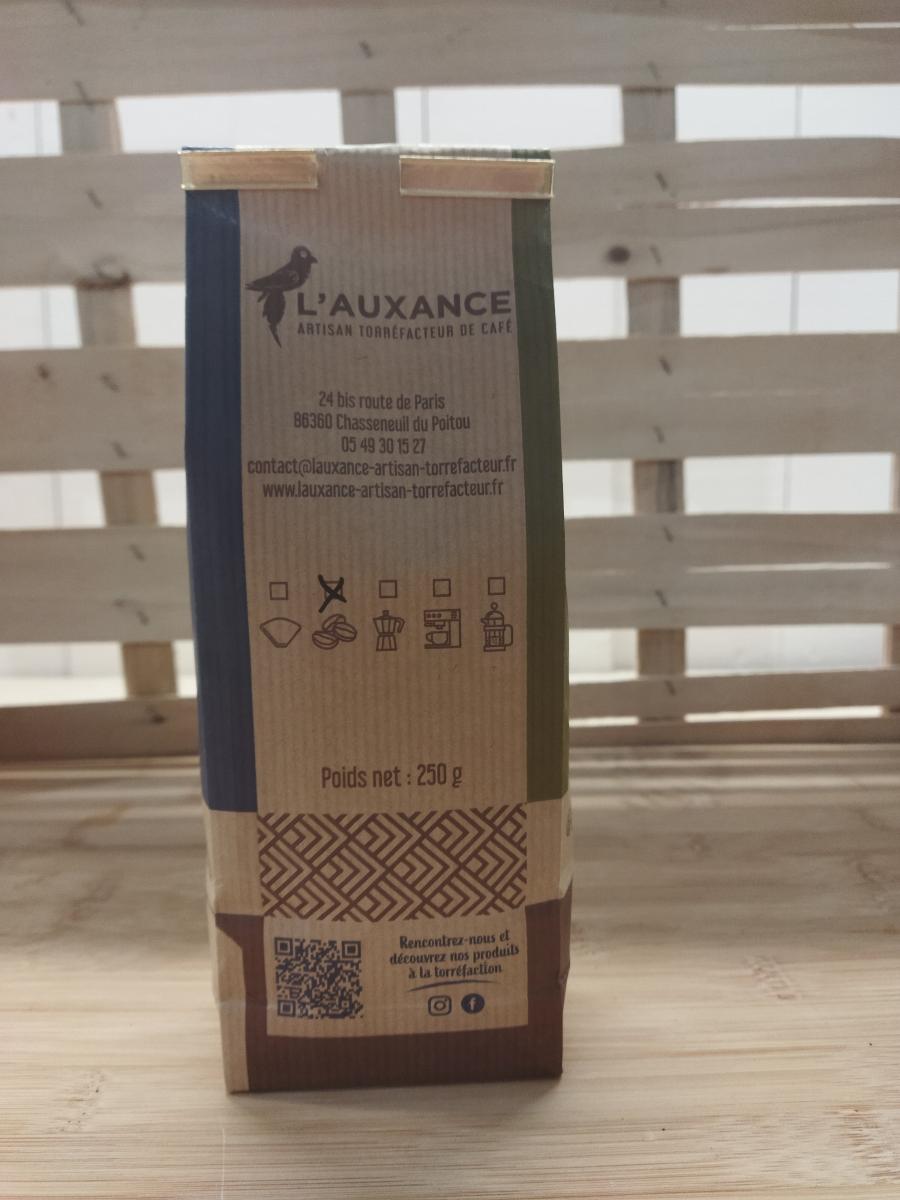 L'AUXANCE
ARTISAN TORRÉFACTEUR DE CAFÉ
24 bis route de Paris
86360 Chasseneuil du Poitou
05 49 30 15 27
contact@lauxance-artisan-torrefacteur.fr
www.lauxance-artisan-torrefacteur.fr
Poids net : 250 g
Rencontrez-nous et
découvrez nos produits
à la torréfaction